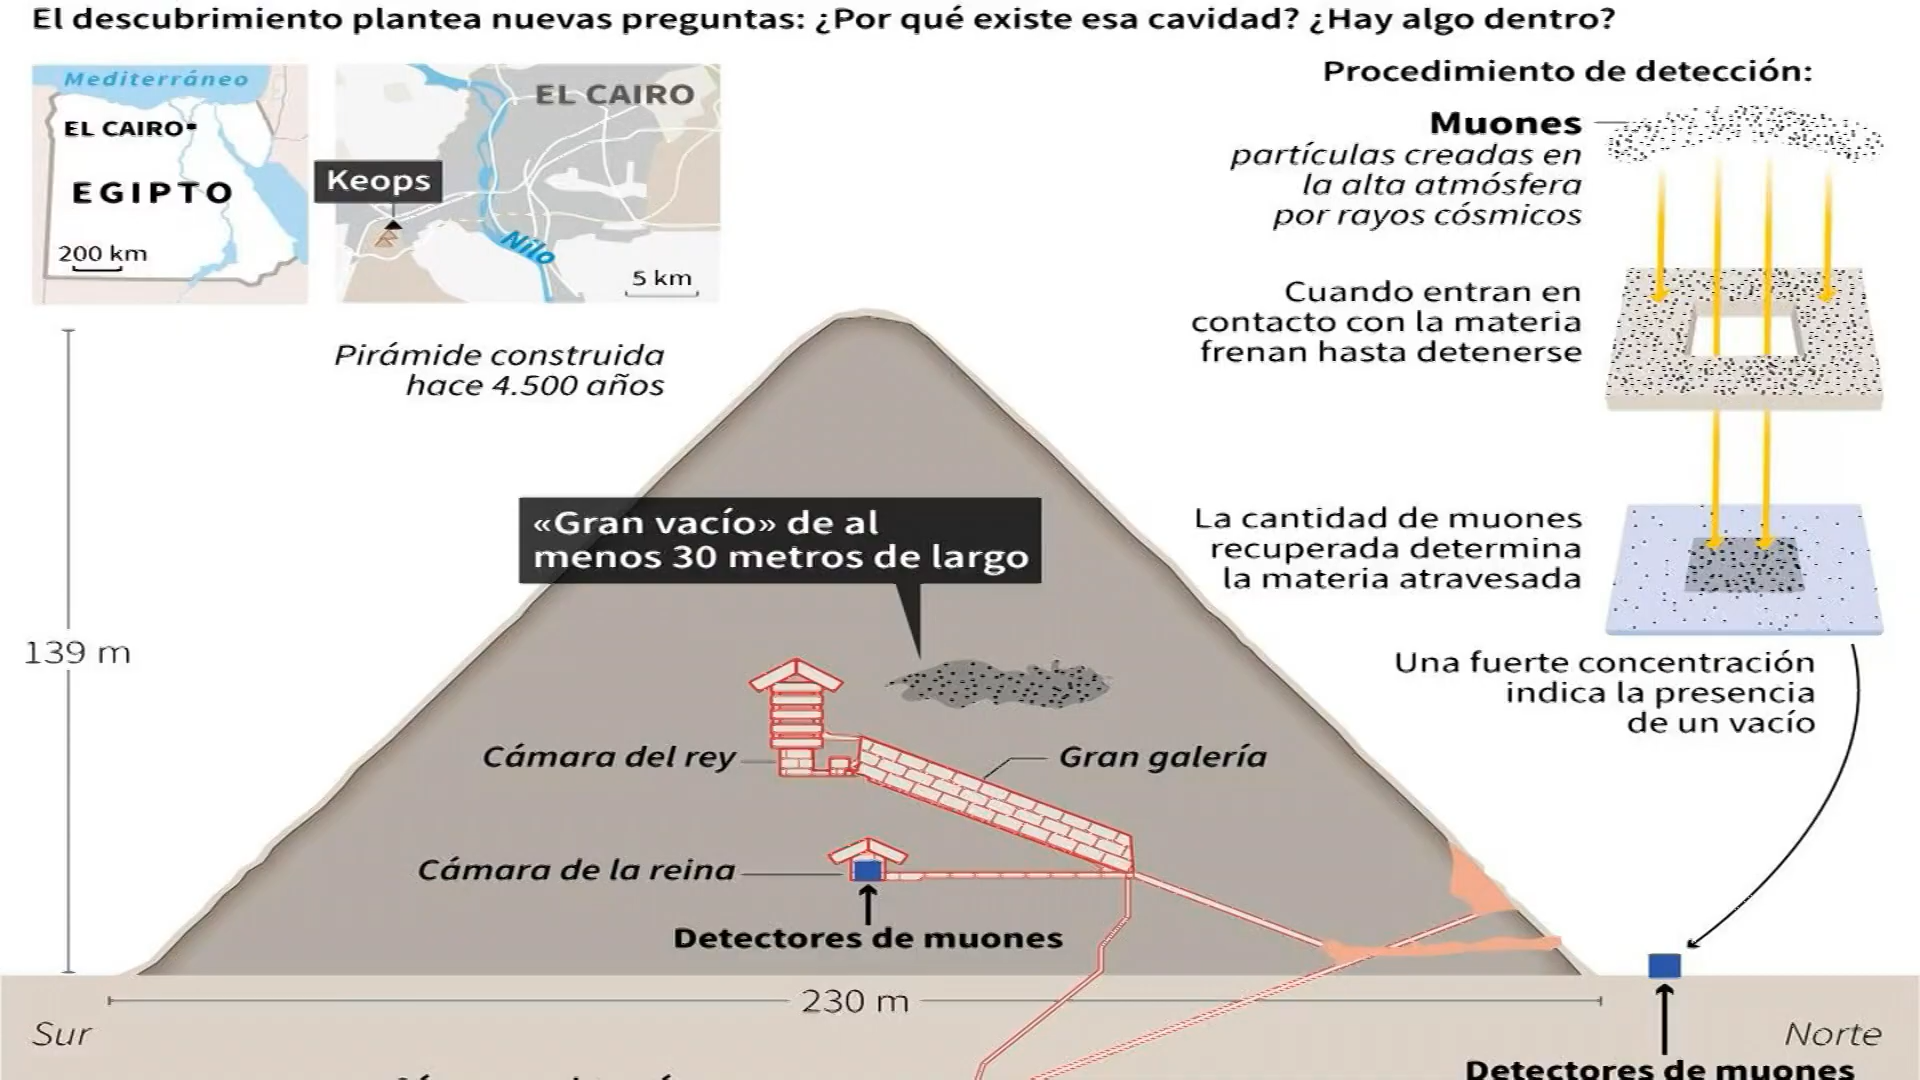 El descubrimiento plantea nuevas preguntas: ¿Por qué existe esa cavidad? ¿Hay algo dentro?
Mediterráneo
EL CAIRO
EGIPTO
200 km
EL CAIRO
Keops
Nilo
5 km
Procedimiento de detección:
Muones
partículas creadas en
la alta atmósfera
por rayos cósmicos
Cuando entran en
contacto con la materia
frenan hasta detenerse
La cantidad de muones
recuperada determina
la materia atravesada
Una fuerte concentración
indica la presencia
de un vacío
Pirámide construida
hace 4.500 años
«Gran vacío» de al
menos 30 metros de largo
139 m
Cámara del rey
Gran galería
Cámara de la reina
Detectores de muones
230 m
Sur
Norte
Detectores de muones